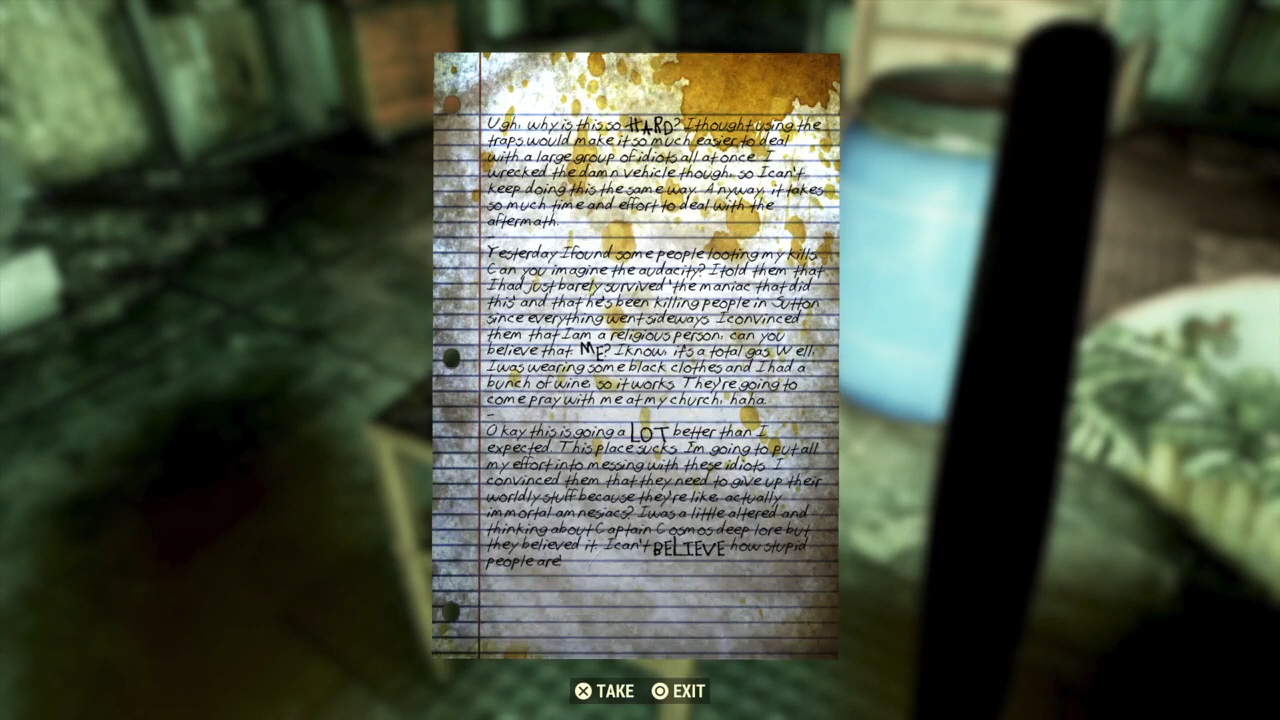 Ugh, why is this so HARD? I thought using the
traps would make it so much easier to deal
with a large group of idiots all at once. I
wrecked the damn vehicle though, so I can't
keep doing this the same way. Anyway, it takes
so much time and effort to deal with the
aftermath.
Yesterday I found some people looting my kills.
Can you imagine the audacity? I told them that
I had just barely survived 'the maniac that did
this' and that he's been killing people in Sutton
since everything went sideways. I convinced
them that I am a religious person, can you
believe that. ME? I know, it's a total gas. Well,
I was wearing some black clothes and I had a
bunch of wine so it works. They're going to
come pray with me at my church, haha.
-
Okay this is going a LOT better than I
expected. This place sucks. I'm going to put all
my effort into messing with these idiots. I
convinced them that they need to give up their
worldly stuff because they're like, actually
immortal amnesiacs? I was a little altered and
thinking about Captain Cosmos deep lore but
they believed it. I can't BELIEVE how stupid
people are!
TAKE EXIT